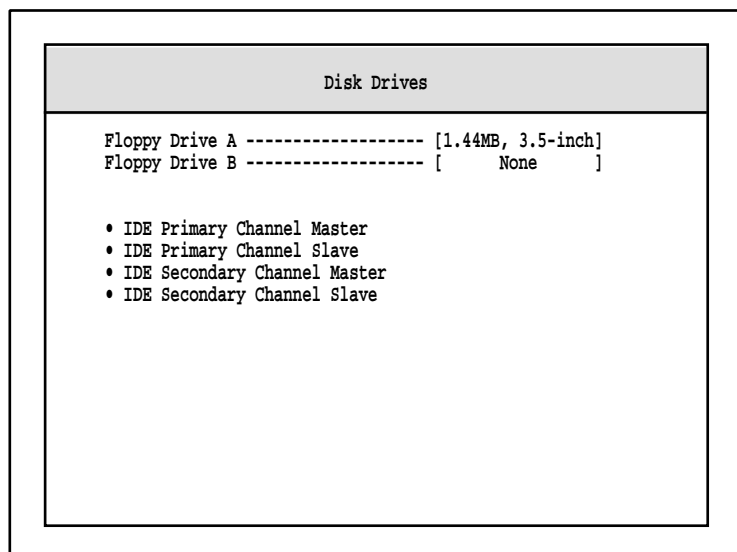 Disk Drives
Floppy Drive A ------------------- [1.44MB, 3.5-inch]
Floppy Drive B ------------------- [      None      ]
• IDE Primary Channel Master
• IDE Primary Channel Slave
• IDE Secondary Channel Master
• IDE Secondary Channel Slave